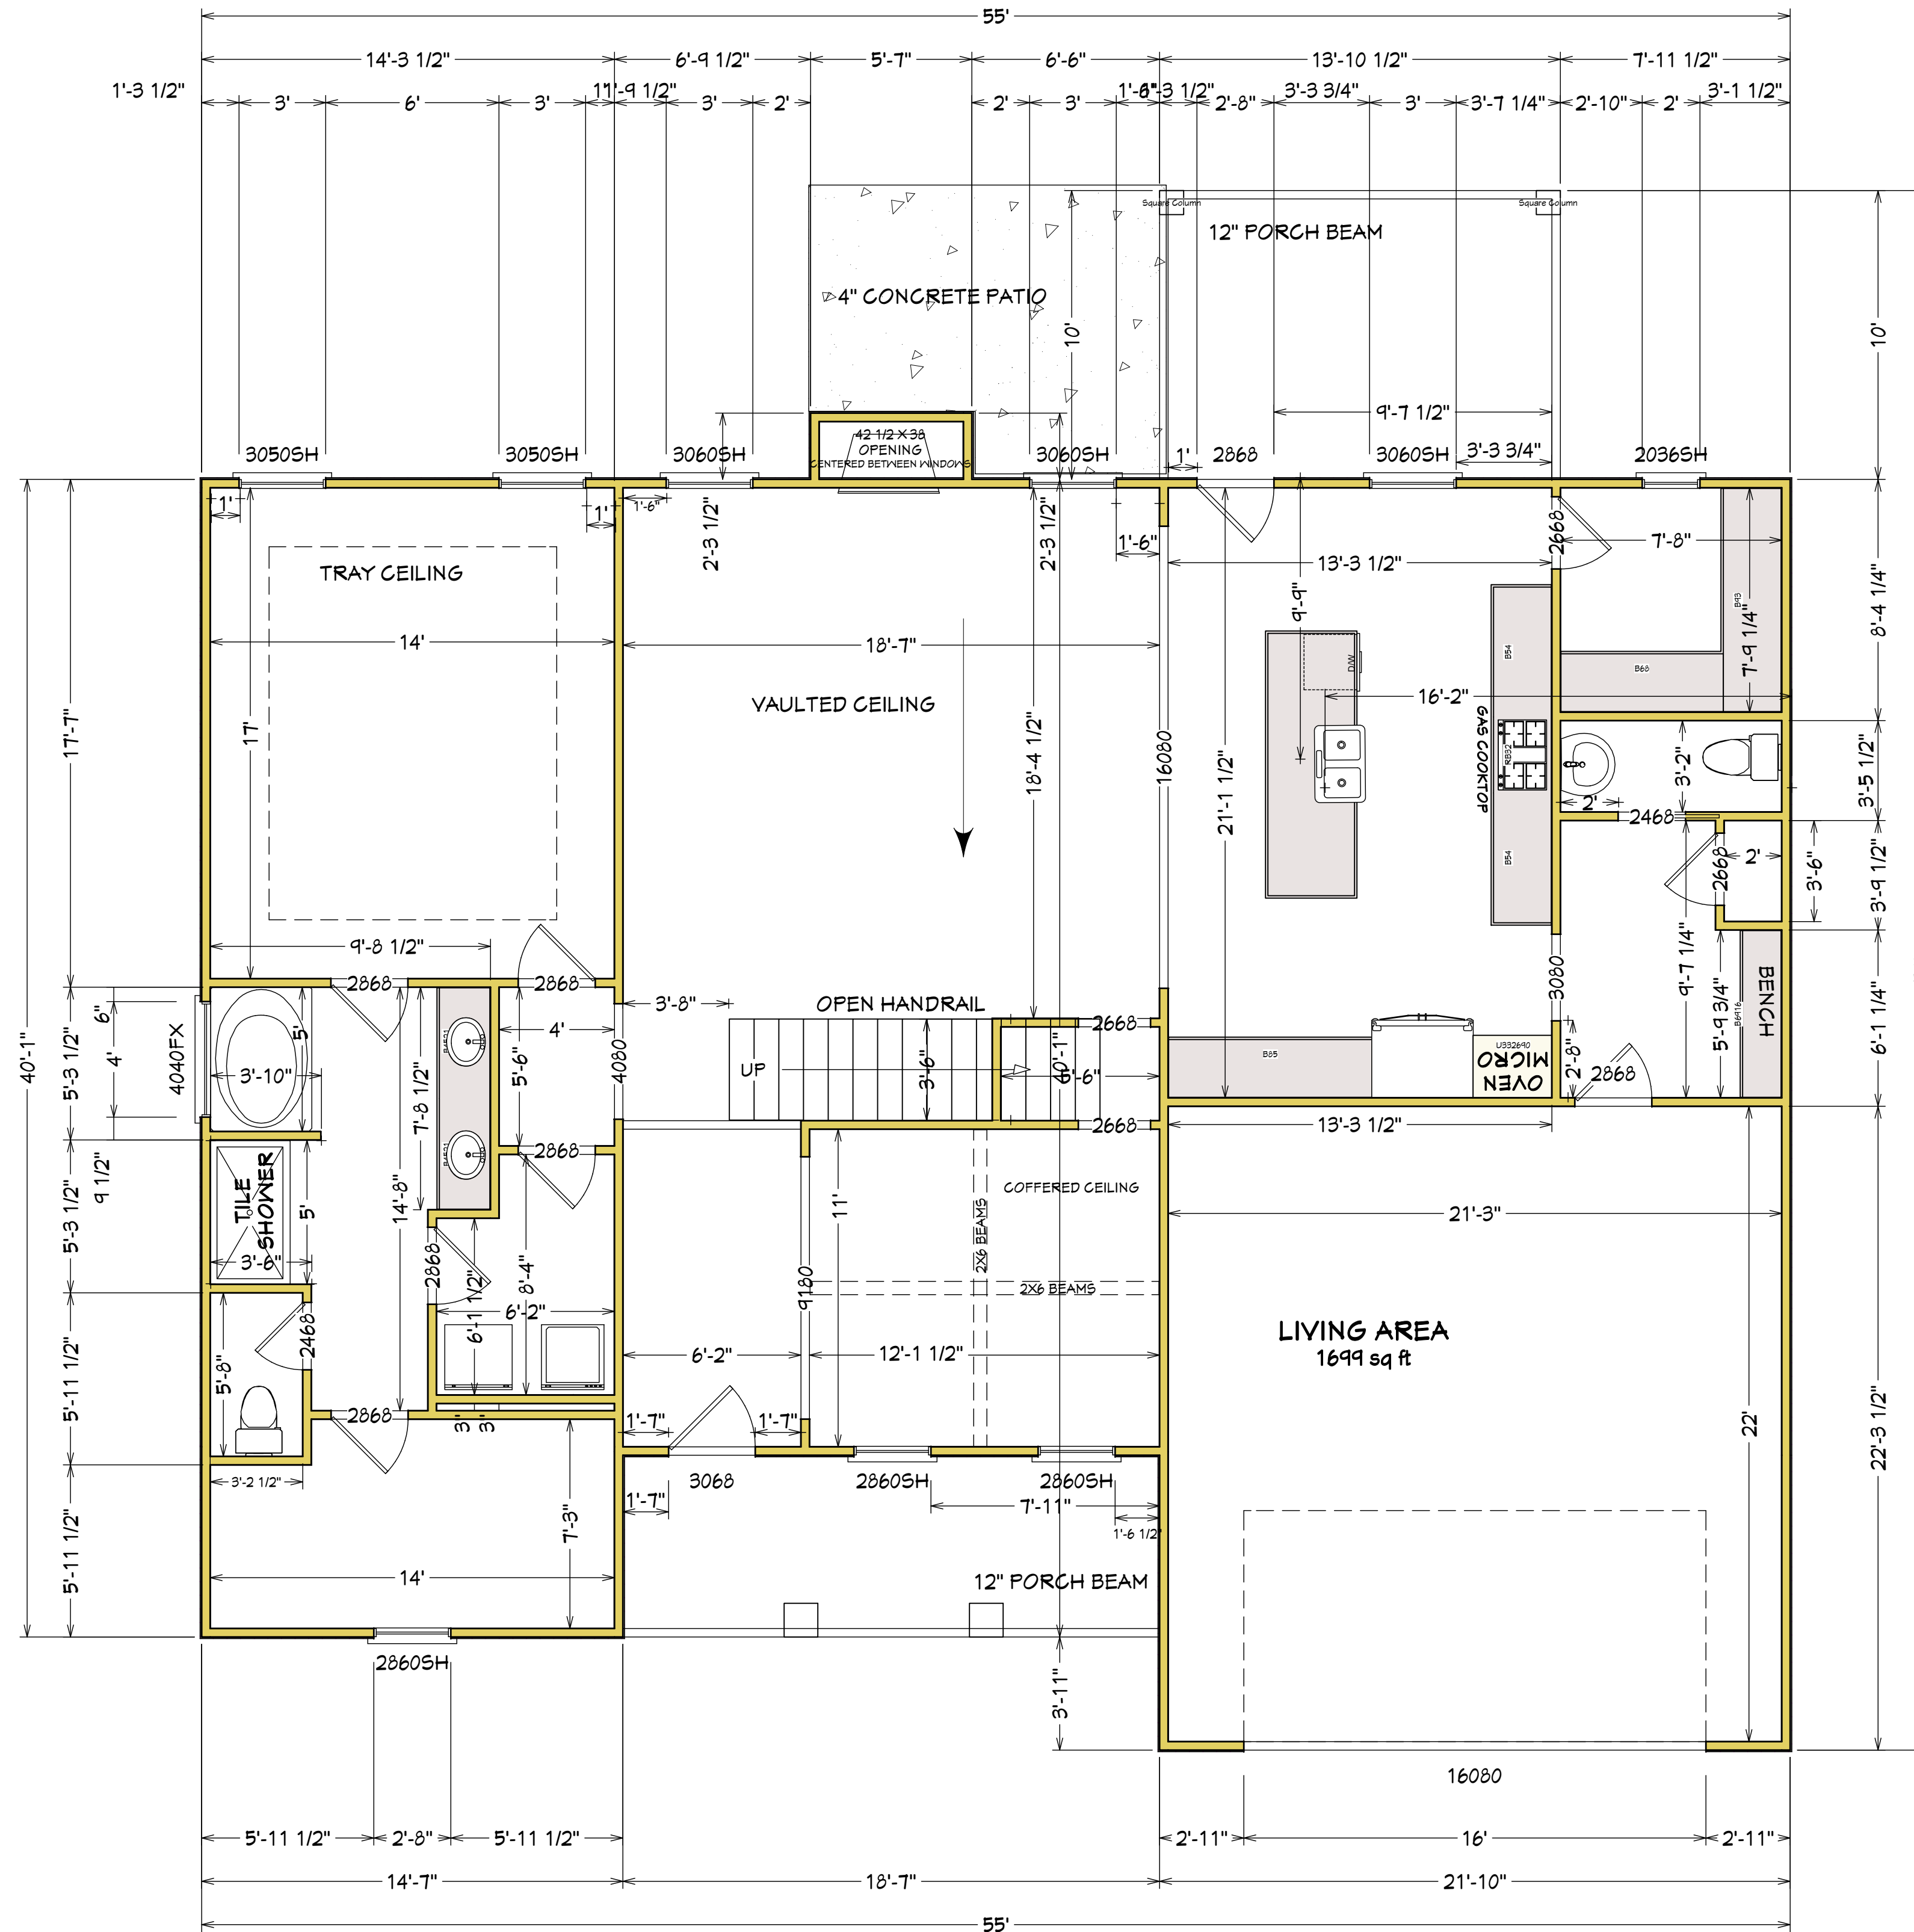 55'
14'-3 1/2" 6'-9 1/2" 5'-7" 6'-6" 13'-10 1/2" 7'-11 1/2"
1'-3 1/2" 3' 6' 3' 3' 2' 2' 3' 2'-8" 3'-3 3/4" 3' 3'-7 1/4" 2'-10" 2' 3'-1 1/2"
Square Column Square Column
12" PORCH BEAM
4" CONCRETE PATIO
10' 10'
9'-7 1/2"
42 1/2 X 38
OPENING
CENTERED BETWEEN WINDOWS
3050SH 3050SH 3060SH 3060SH 1' 2868 3060SH 3'-3 3/4" 2036SH
1' 1' 1'-6" 2'-3 1/2" 2'-3 1/2" 1'-6" 2668 7'-8"
TRAY CEILING 13'-3 1/2"
9'-9" B93
14' 18'-7" B54 B68 7'-9 1/4"
16'-2"
VAULTED CEILING
17' 17'-7" 18'-4 1/2" 16080 21'-1 1/2"
GAS COOKTOP RB32 3'-2" 8'-4 1/4" 3'-5 1/2"
2' 2468
B54 2668 2' 3'-6" 3'-9 1/2"
9'-8 1/2"
2868 2868
3'-8" OPEN HANDRAIL 2668 3080 9'-7 1/4" 5'-9 3/4" B6916 BENCH 6'-1 1/4"
40'-1" 5'-3 1/2" 6" 4' 4040FX 5' 3'-10" 7'-8 1/2" 4' 5'-6" 4080
UP 3'-6" 40'-1"
B85 U332690
OVEN
MICRO
2'-8" 2868
2868 2668 13'-3 1/2"
9 1/2" 5'-3 1/2"
TILE
SHOWER
5' 3'-6" 14'-8" 11'
COFFERED CEILING
2X6 BEAMS
2X6 BEAMS
21'-3"
2868 6'-1 1/2" 8'-4" 9180
6'-2"
LIVING AREA
1699 sq ft
5'-11 1/2" 5'-8" 2468 6'-2" 12'-1 1/2"
2868 3' 3' 1'-7" 1'-7" 22' 22'-3 1/2"
3'-2 1/2" 3068 2860SH 2860SH
1'-7" 7'-11"
1'-6 1/2"
5'-11 1/2" 7'-3"
14' 12" PORCH BEAM
2860SH
3'-11"
16080
5'-11 1/2" 2'-8" 5'-11 1/2" 2'-11" 16' 2'-11"
14'-7" 18'-7" 21'-10"
55'